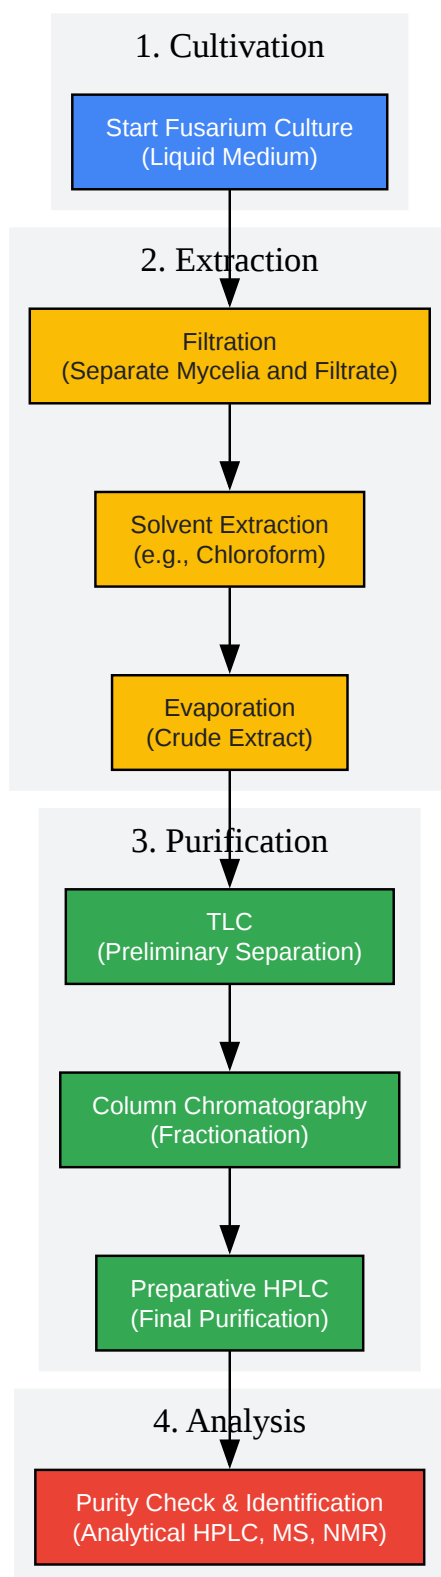 1. Cultivation
Start Fusarium Culture
(Liquid Medium)
2. Extraction
Filtration
(Separate Mycelia and Filtrate)
Solvent Extraction
(e.g., Chloroform)
Evaporation
(Crude Extract)
3. Purification
TLC
(Preliminary Separation)
Column Chromatography
(Fractionation)
Preparative HPLC
(Final Purification)
4. Analysis
Purity Check & Identification
(Analytical HPLC, MS, NMR)